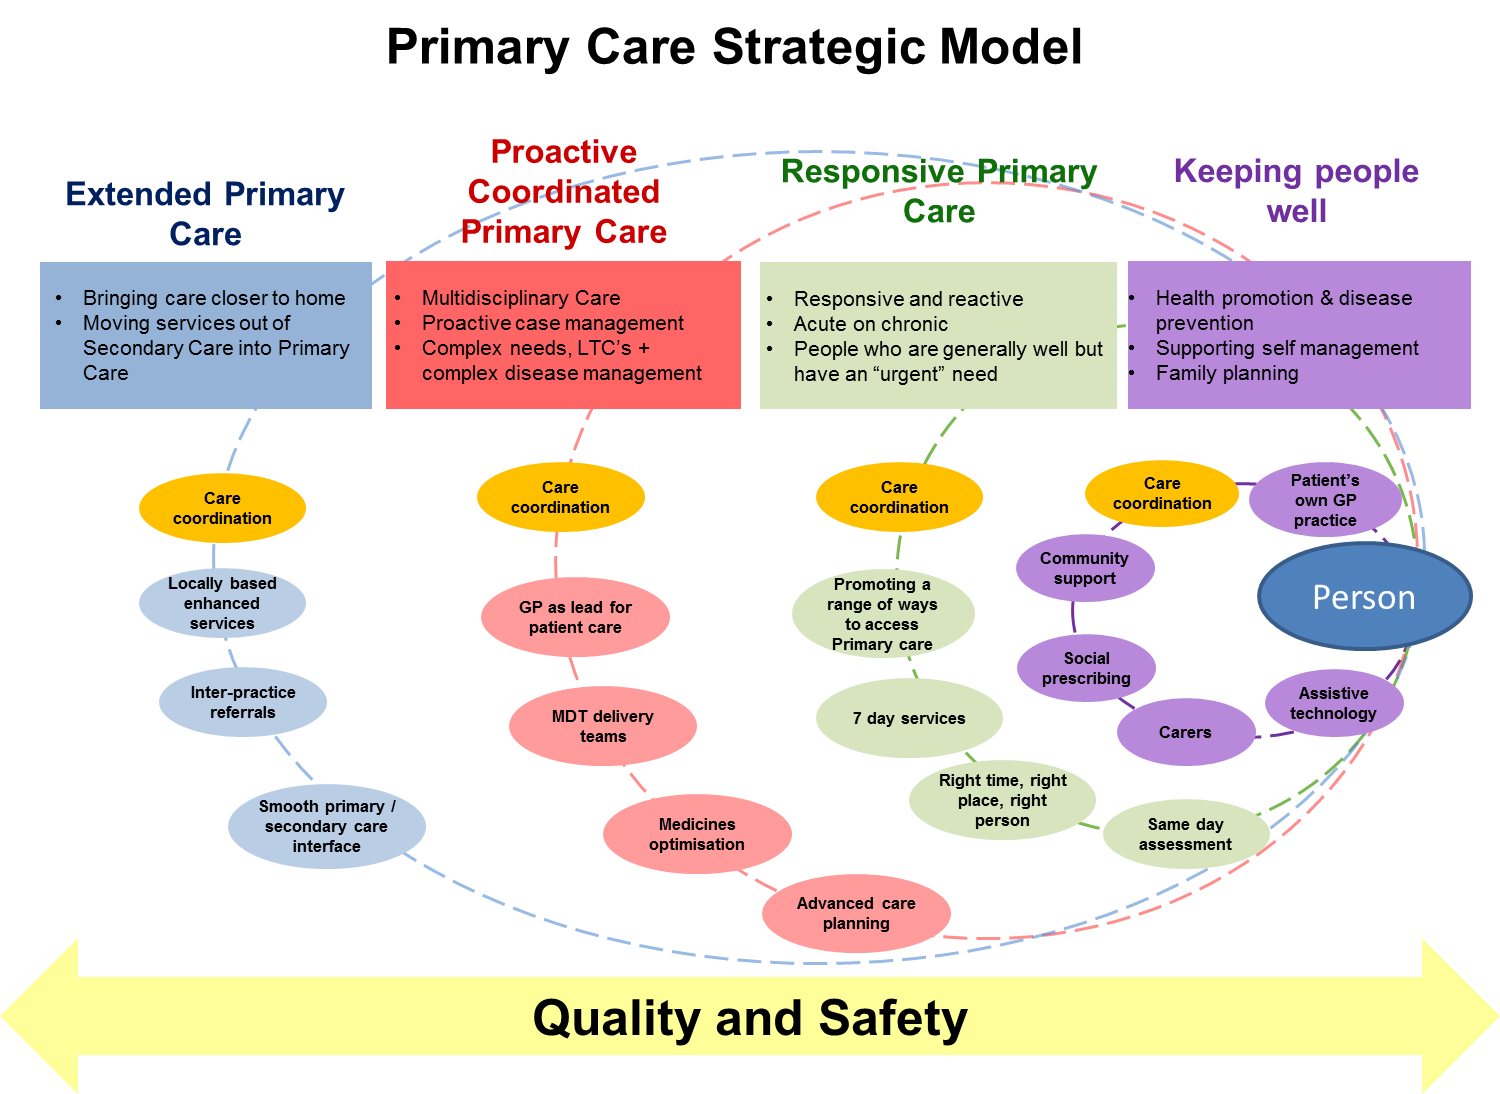 Primary Care Strategic Model
Extended Primary
Care
Proactive
Coordinated
Primary Care
Responsive Primary
Care
Keeping people
well
• Bringing care closer to home
• Moving services out of
Secondary Care into Primary
Care
• Multidisciplinary Care
• Proactive case management
• Complex needs, LTC’s +
complex disease management
• Responsive and reactive
• Acute on chronic
• People who are generally well but
have an “urgent” need
• Health promotion & disease
prevention
• Supporting self management
• Family planning
Care
coordination
Locally based
enhanced
services
Inter-practice
referrals
Smooth primary /
secondary care
interface
Care
coordination
GP as lead for
patient care
MDT delivery
teams
Medicines
optimisation
Advanced care
planning
Care
coordination
Promoting a
range of ways
to access
Primary care
7 day services
Right time, right
place, right
person
Same day
assessment
Care
coordination
Patient’s
own GP
practice
Community
support
Social
prescribing
Carers
Assistive
technology
Person
Quality and Safety